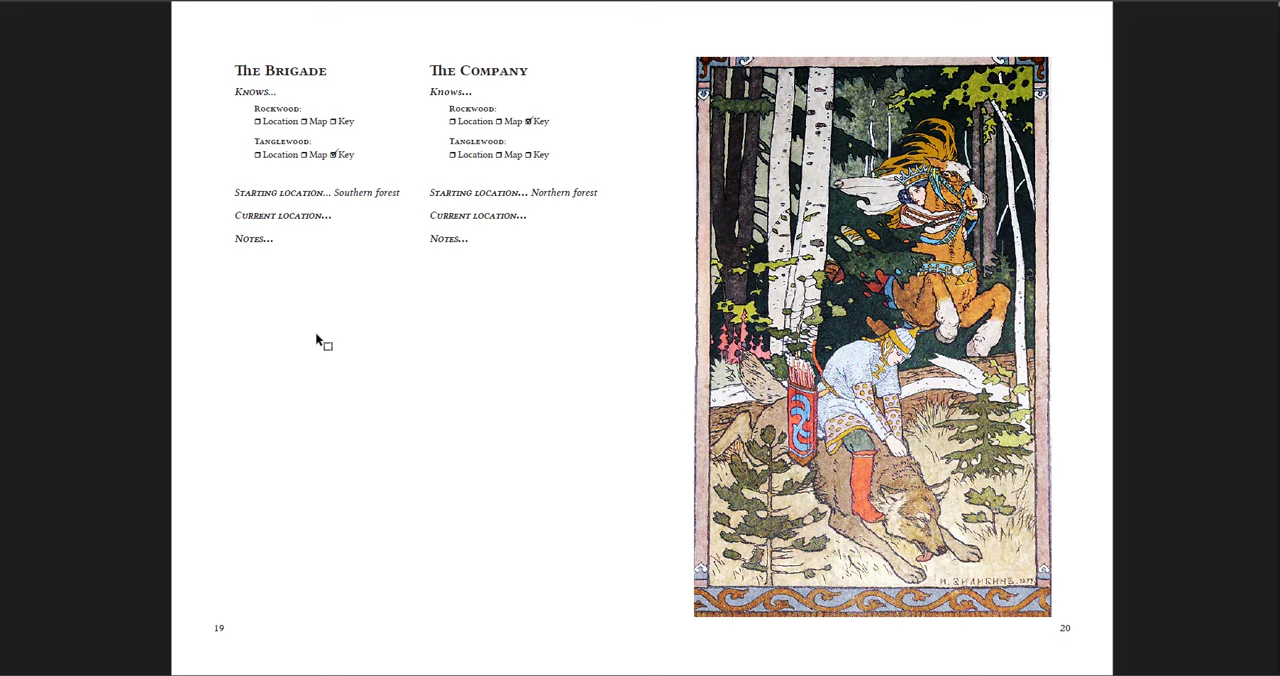 The Brigade
Knows...
Rockwood:
❒ Location ❒ Map ❒ Key
Tanglewood:
❒ Location ❒ Map ☑ Key
Starting location... Southern forest
Current location...
Notes...
The Company
Knows...
Rockwood:
❒ Location ❒ Map ☑ Key
Tanglewood:
❒ Location ❒ Map ❒ Key
Starting location... Northern forest
Current location...
Notes...
19
20